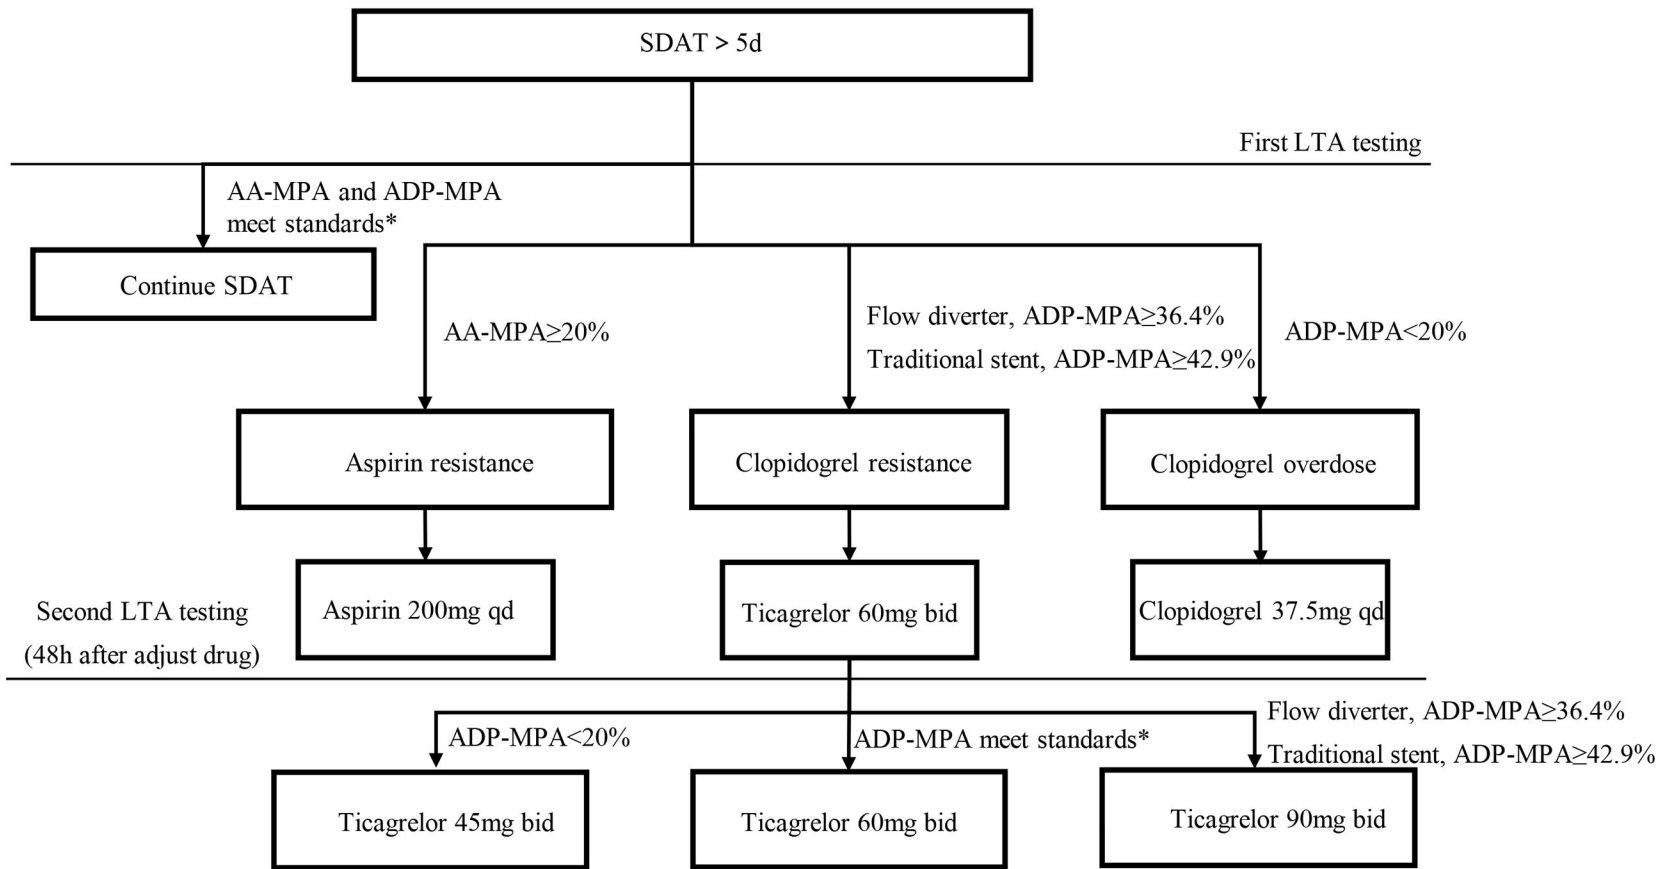 SDAT > 5d
First LTA testing
AA-MPA and ADP-MPA
meet standards*
Continue SDAT
AA-MPA≥20%
Flow diverter, ADP-MPA≥36.4%
Traditional stent, ADP-MPA≥42.9%
ADP-MPA<20%
Aspirin resistance
Clopidogrel resistance
Clopidogrel overdose
Aspirin 200mg qd
Ticagrelor 60mg bid
Clopidogrel 37.5mg qd
Second LTA testing
(48h after adjust drug)
ADP-MPA<20%
ADP-MPA meet standards*
Flow diverter, ADP-MPA≥36.4%
Traditional stent, ADP-MPA≥42.9%
Ticagrelor 45mg bid
Ticagrelor 60mg bid
Ticagrelor 90mg bid